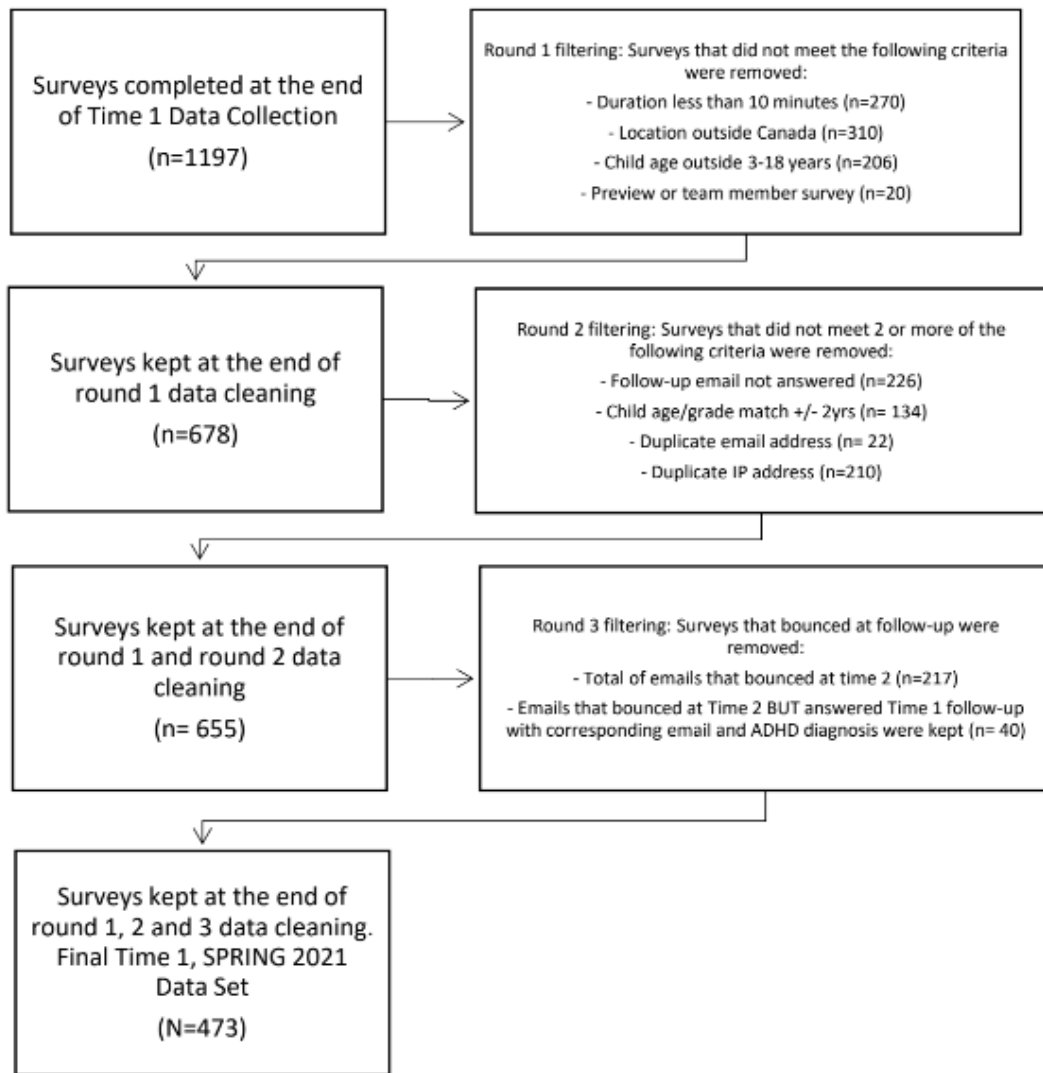 Surveys completed at the end
of Time 1 Data Collection
(n=1197)
Round 1 filtering: Surveys that did not meet the following criteria
were removed:
- Duration less than 10 minutes (n=270)
- Location outside Canada (n=310)
- Child age outside 3-18 years (n=206)
- Preview or team member survey (n=20)
Surveys kept at the end of
round 1 data cleaning
(n=678)
Round 2 filtering: Surveys that did not meet 2 or more of the
following criteria were removed:
- Follow-up email not answered (n=226)
- Child age/grade match +/- 2yrs (n= 134)
- Duplicate email address (n= 22)
- Duplicate IP address (n=210)
Surveys kept at the end of
round 1 and round 2 data
cleaning
(n= 655)
Round 3 filtering: Surveys that bounced at follow-up were
removed:
- Total of emails that bounced at time 2 (n=217)
- Emails that bounced at Time 2 BUT answered Time 1 follow-up
with corresponding email and ADHD diagnosis were kept (n= 40)
Surveys kept at the end of
round 1, 2 and 3 data cleaning.
Final Time 1, SPRING 2021
Data Set
(N=473)